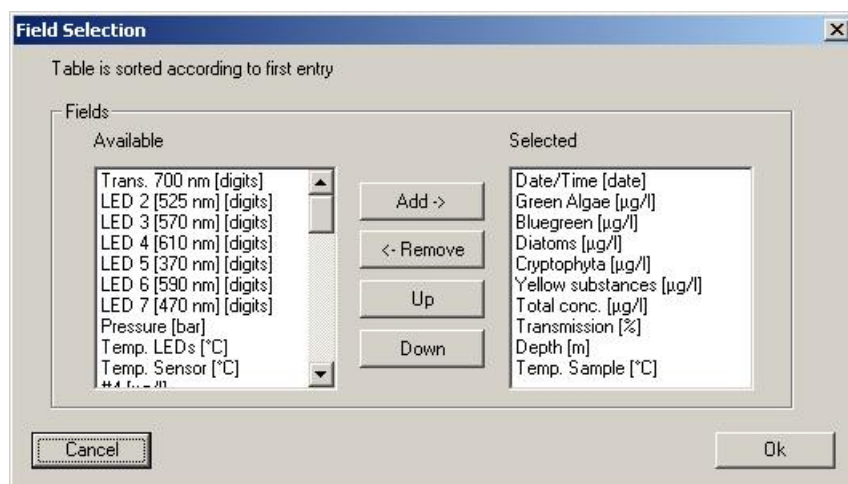 Field Selection
Table is sorted according to first entry
Fields
Available
Trans. 700 nm [digits]
LED 2 [525 nm] [digits]
LED 3 [570 nm] [digits]
LED 4 [610 nm] [digits]
LED 5 [370 nm] [digits]
LED 6 [590 nm] [digits]
LED 7 [470 nm] [digits]
Pressure [bar]
Temp. LEDs [°C]
Temp. Sensor [°C]
#4 [µg/l]
Add ->
<- Remove
Up
Down
Selected
Date/Time [date]
Green Algae [µg/l]
Bluegreen [µg/l]
Diatoms [µg/l]
Cryptophyta [µg/l]
Yellow substances [µg/l]
Total conc. [µg/l]
Transmission [%]
Depth [m]
Temp. Sample [°C]
Cancel
Ok